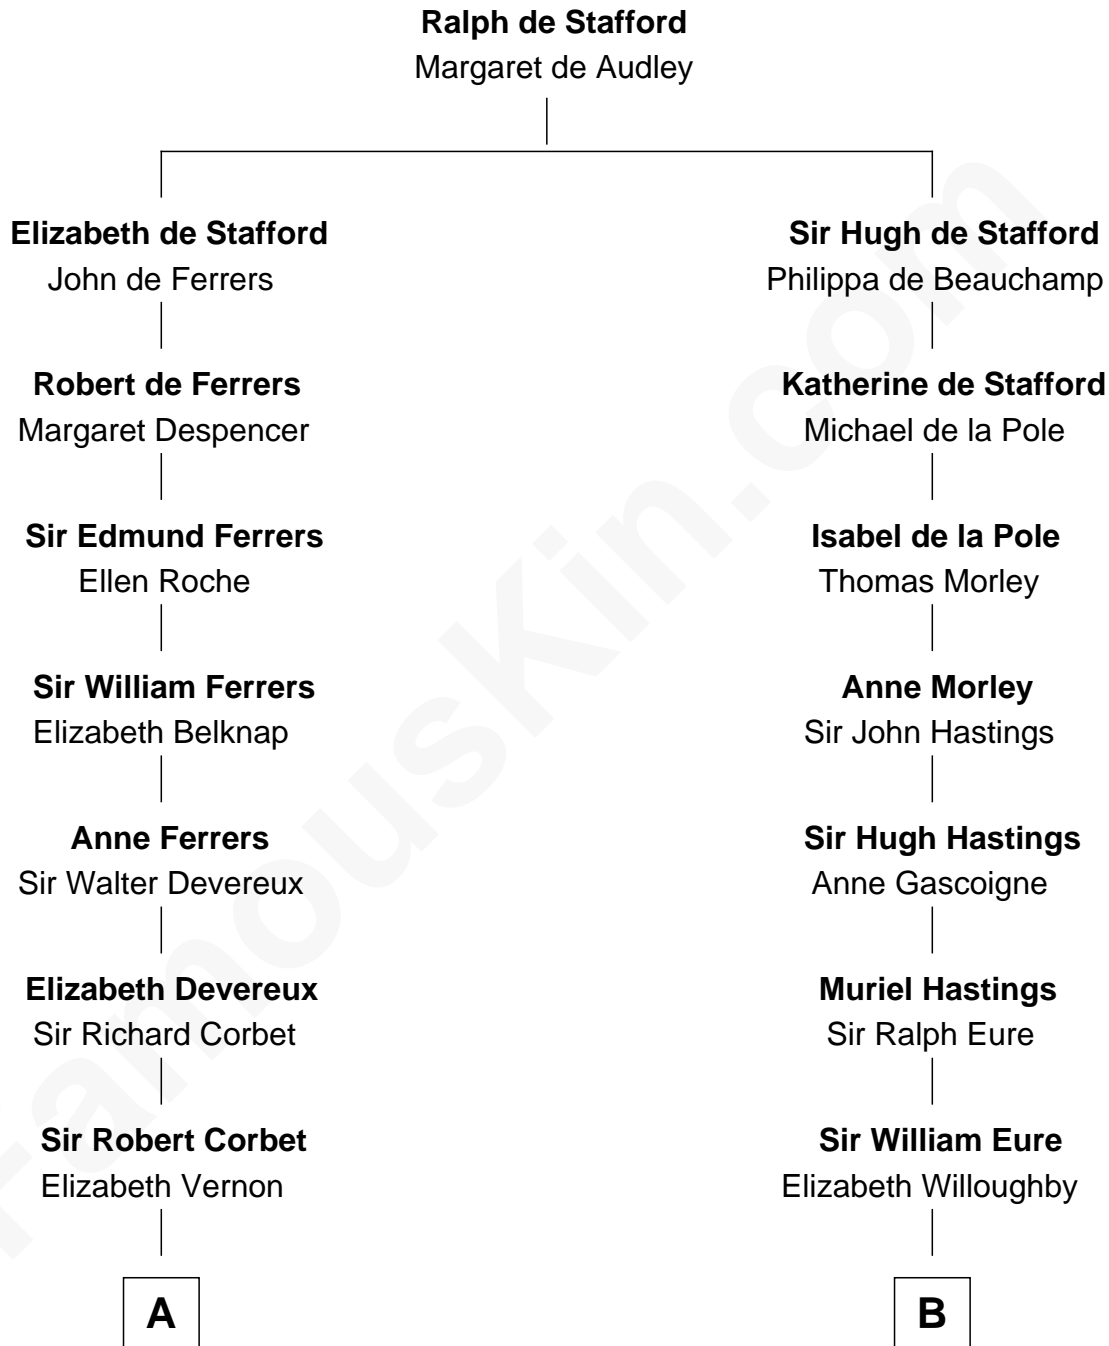 Ralph de Stafford
Margaret de Audley
Elizabeth de Stafford
John de Ferrers
Sir Hugh de Stafford
Philippa de Beauchamp
Robert de Ferrers
Margaret Despencer
Katherine de Stafford
Michael de la Pole
Sir Edmund Ferrers
Ellen Roche
Isabel de la Pole
Thomas Morley
Sir William Ferrers
Elizabeth Belknap
Anne Morley
Sir John Hastings
Anne Ferrers
Sir Walter Devereux
Sir Hugh Hastings
Anne Gascoigne
Elizabeth Devereux
Sir Richard Corbet
Muriel Hastings
Sir Ralph Eure
Sir Robert Corbet
Elizabeth Vernon
Sir William Eure
Elizabeth Willoughby
A
B
FamousKin.com